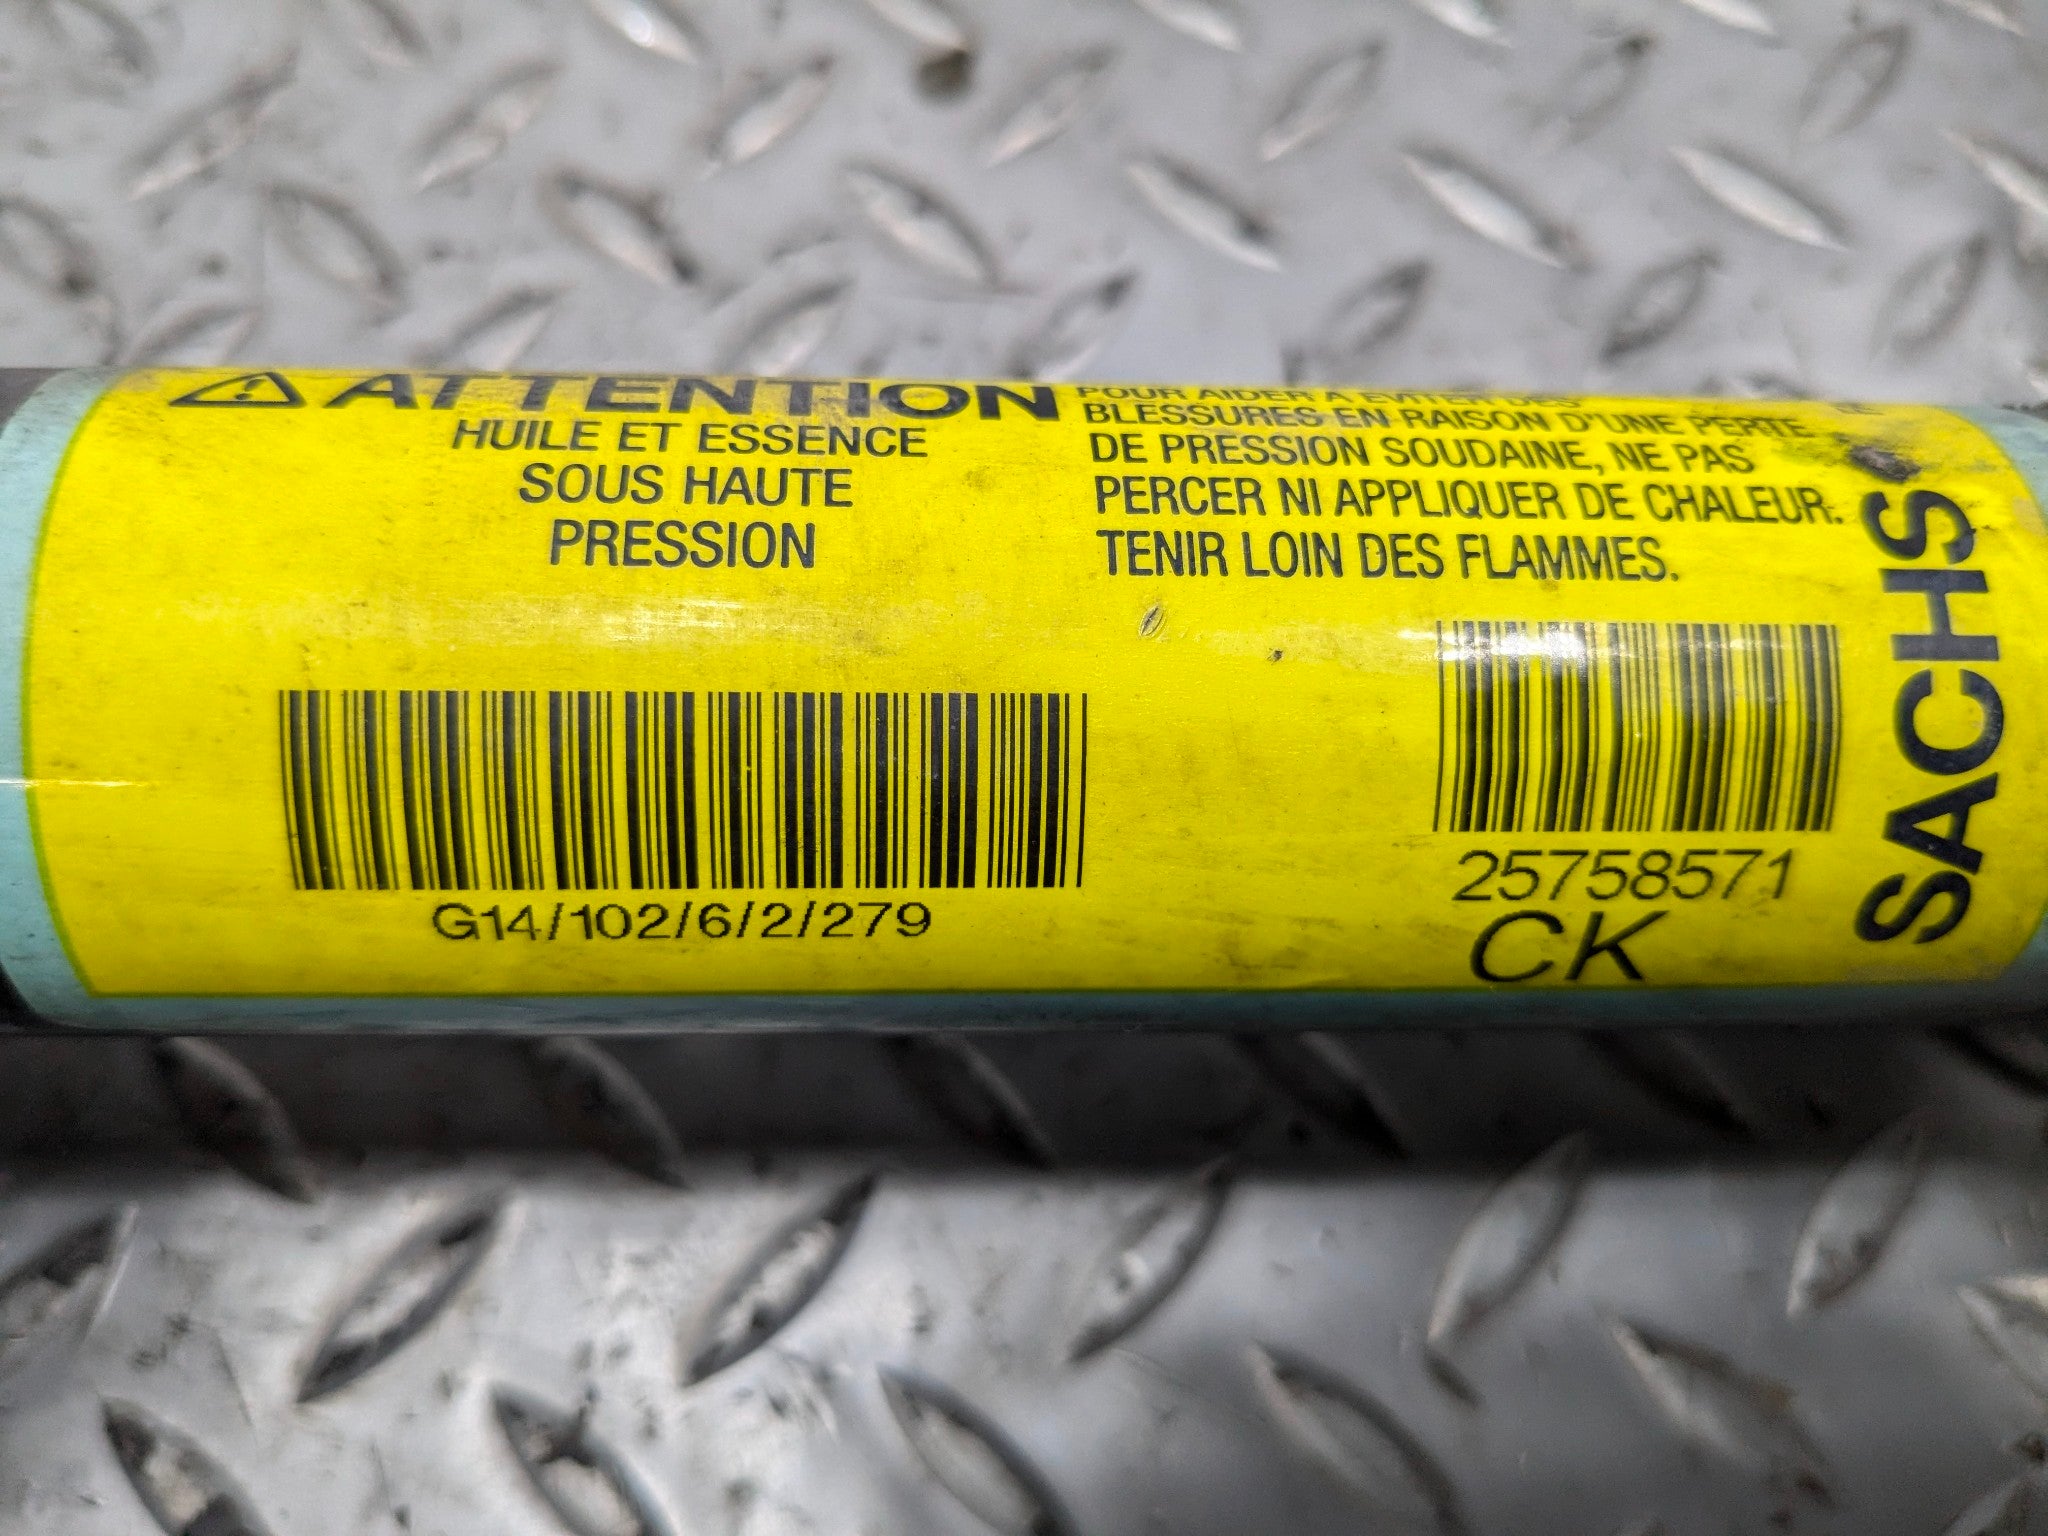 ATTENTION
HUILE ET ESSENCE
SOUS HAUTE
PRESSION
POUR AIDER A EVITER DES
BLESSURES EN RAISON D'UNE PERTE
DE PRESSION SOUDAINE, NE PAS
PERCER NI APPLIQUER DE CHALEUR.
TENIR LOIN DES FLAMMES.
G14/102/6/2/279
25758571
CK
SACHS